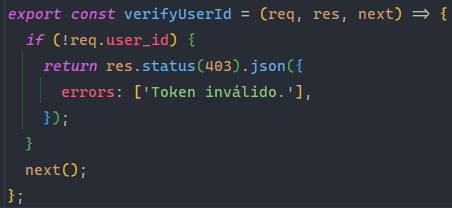 export const verifyUserId = (req, res, next) => {
  if (!req.user_id) {
    return res.status(403).json({
      errors: ['Token inválido.'],
    });
  }
  next();
};